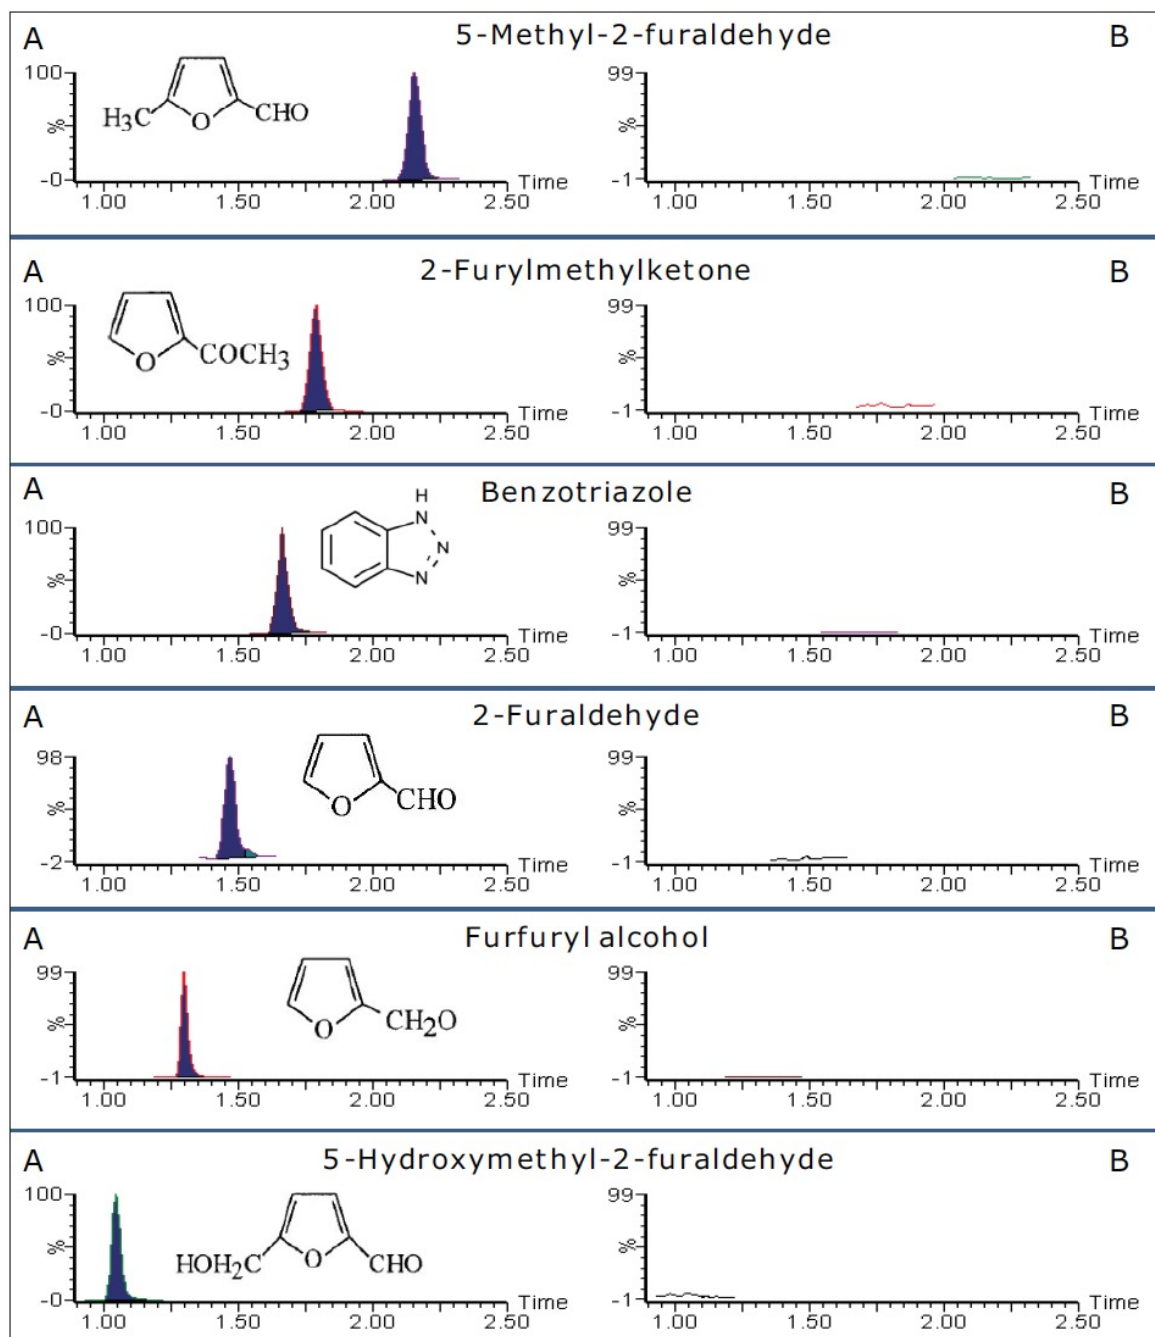 A 5-Methyl-2-furaldehyde B
100 99
H₃C O CHO
% %
-0 Time -1 Time
1.00 1.50 2.00 2.50 1.00 1.50 2.00 2.50
A 2-Furylmethylketone B
100 99
O COCH3
% %
-0 Time -1 Time
1.00 1.50 2.00 2.50 1.00 1.50 2.00 2.50
A Benzotriazole B
H
100 N 99
N
% %
N
-0 Time -1 Time
1.00 1.50 2.00 2.50 1.00 1.50 2.00 2.50
A 2-Furaldehyde B
98 99
O CHO
% %
-2 Time -1 Time
1.00 1.50 2.00 2.50 1.00 1.50 2.00 2.50
A Furfuryl alcohol B
99 99
O CH2O
% %
-1 Time -1 Time
1.00 1.50 2.00 2.50 1.00 1.50 2.00 2.50
A 5-Hydroxymethyl-2-furaldehyde B
100 99
% %
HOH₂C O CHO
-0 Time -1 Time
1.00 1.50 2.00 2.50 1.00 1.50 2.00 2.50